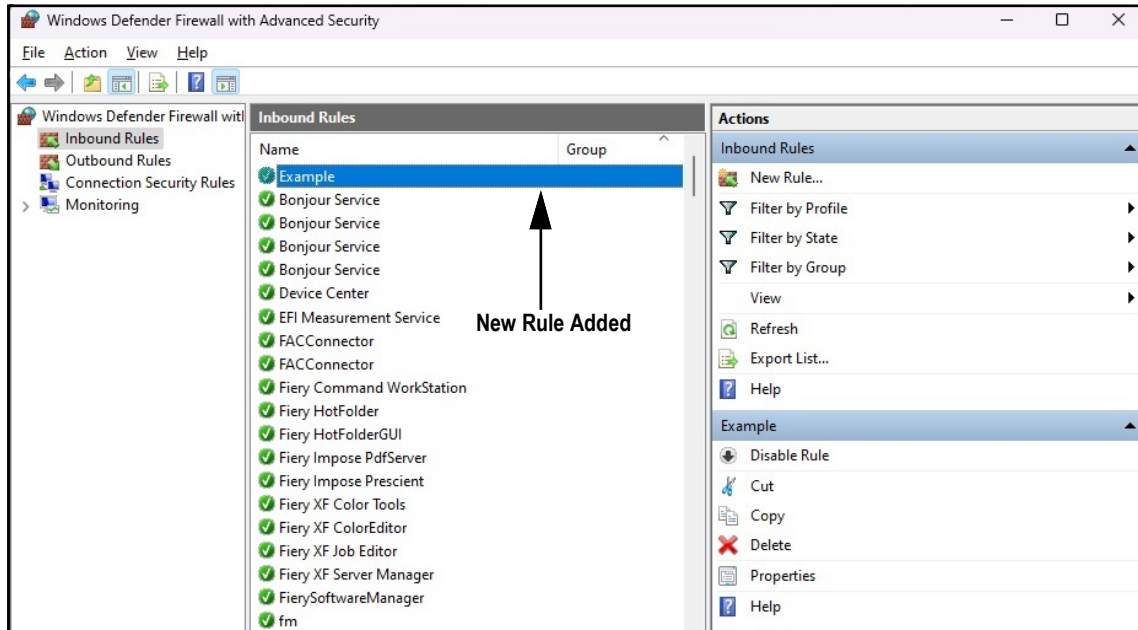 Windows Defender Firewall with Advanced Security
File Action View Help
Windows Defender Firewall witl
Inbound Rules
Outbound Rules
Connection Security Rules
Monitoring
Inbound Rules
Name Group
Example
Bonjour Service
Bonjour Service
Bonjour Service
Bonjour Service
Device Center
EFI Measurement Service
FACConnector
FACConnector
Fiery Command WorkStation
Fiery HotFolder
Fiery HotFolderGUI
Fiery Impose PdfServer
Fiery Impose Prescient
Fiery XF Color Tools
Fiery XF ColorEditor
Fiery XF Job Editor
Fiery XF Server Manager
FierySoftwareManager
fm
New Rule Added
Actions
Inbound Rules
New Rule...
Filter by Profile
Filter by State
Filter by Group
View
Refresh
Export List...
Help
Example
Disable Rule
Cut
Copy
Delete
Properties
Help